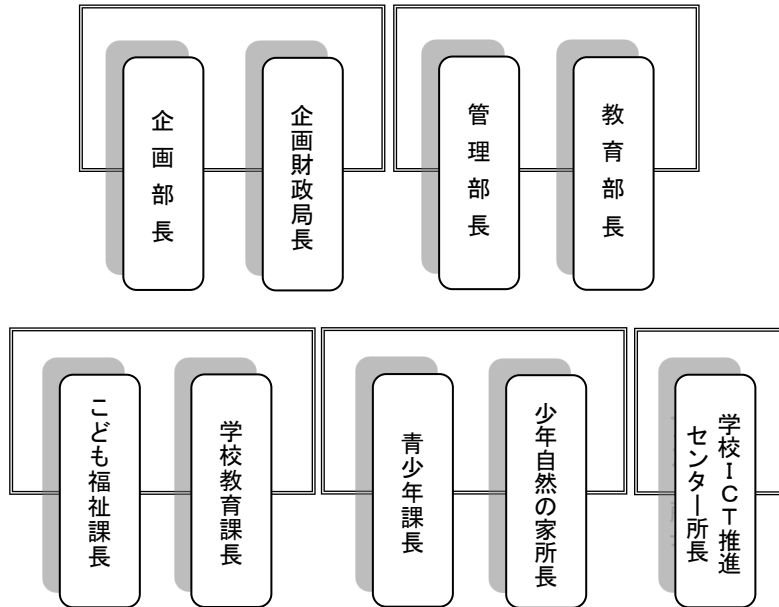 企画部長
企画財政局長
管理部長
教育部長
こども福祉課長
学校教育課長
青少年課長
少年自然の家所長
学校ICT推進
センター所長